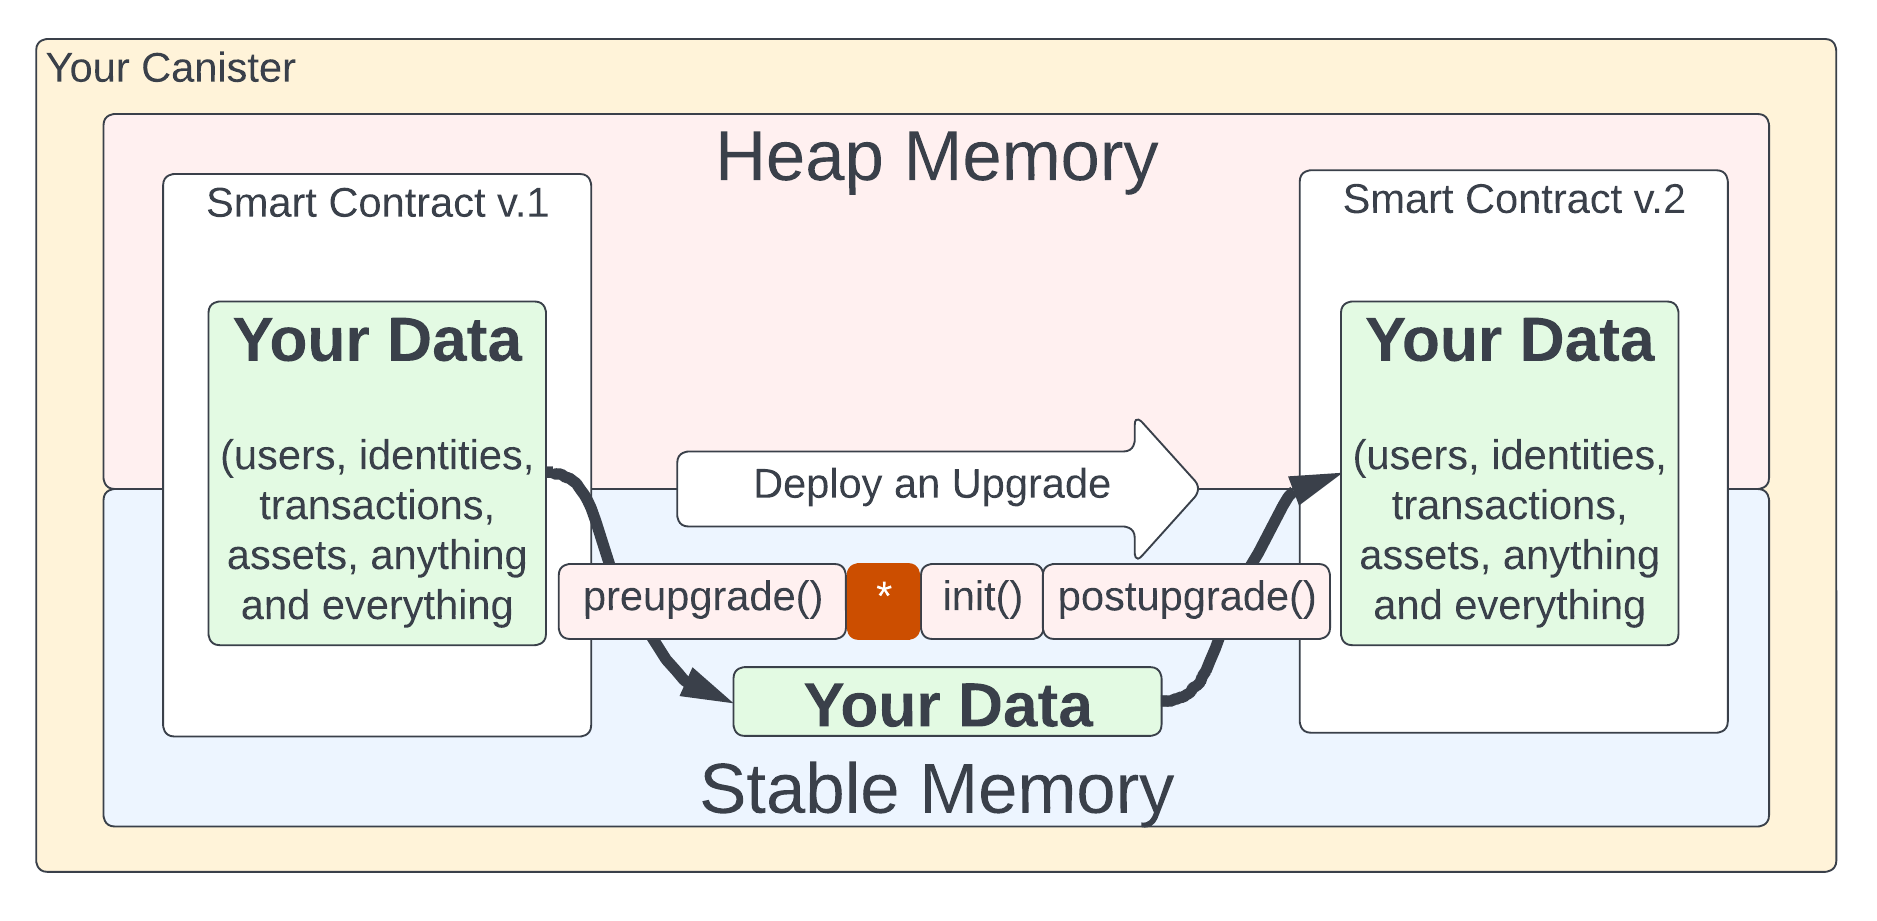 Your Canister
Heap Memory
Smart Contract v.1
Smart Contract v.2
Your Data
(users, identities,
transactions,
assets, anything
and everything
Your Data
(users, identities,
transactions,
assets, anything
and everything
Deploy an Upgrade
preupgrade()
*
init()
postupgrade()
Your Data
Stable Memory